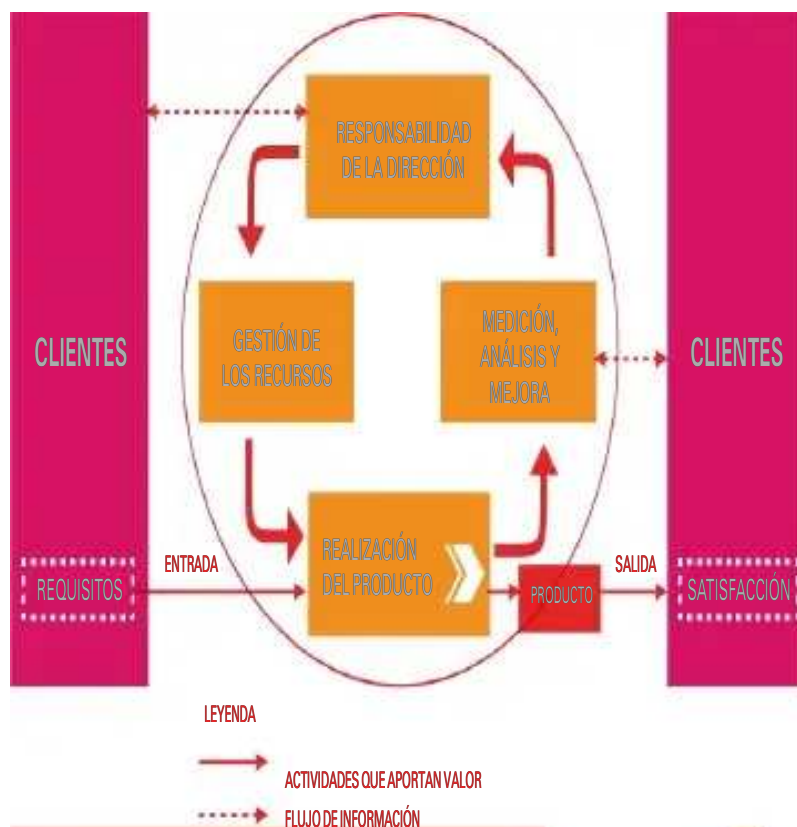 RESPONSABILIDAD
DE LA DIRECCIÓN
CLIENTES
GESTIÓN DE
LOS RECURSOS
MEDICIÓN,
ANÁLISIS Y
MEJORA
CLIENTES
REQUISITOS
ENTRADA
REALIZACIÓN
DEL PRODUCTO
PRODUCTO
SALIDA
SATISFACCIÓN
LEYENDA
ACTIVIDADES QUE APORTAN VALOR
FLUJO DE INFORMACIÓN